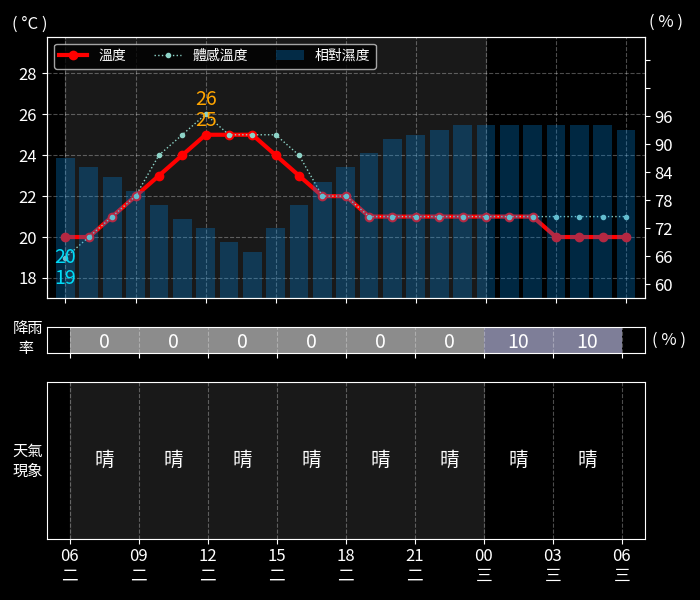 ( °C )
( % )
溫度
體感溫度
相對濕度
28
26
24
22
20
18
96
90
84
78
72
66
60
26
25
20
19
降雨
率
0 0 0 0 0 0 10 10
( % )
天氣
現象
晴 晴 晴 晴 晴 晴 晴 晴
06 09 12 15 18 21 00 03 06
二 二 二 二 二 二 三 三 三